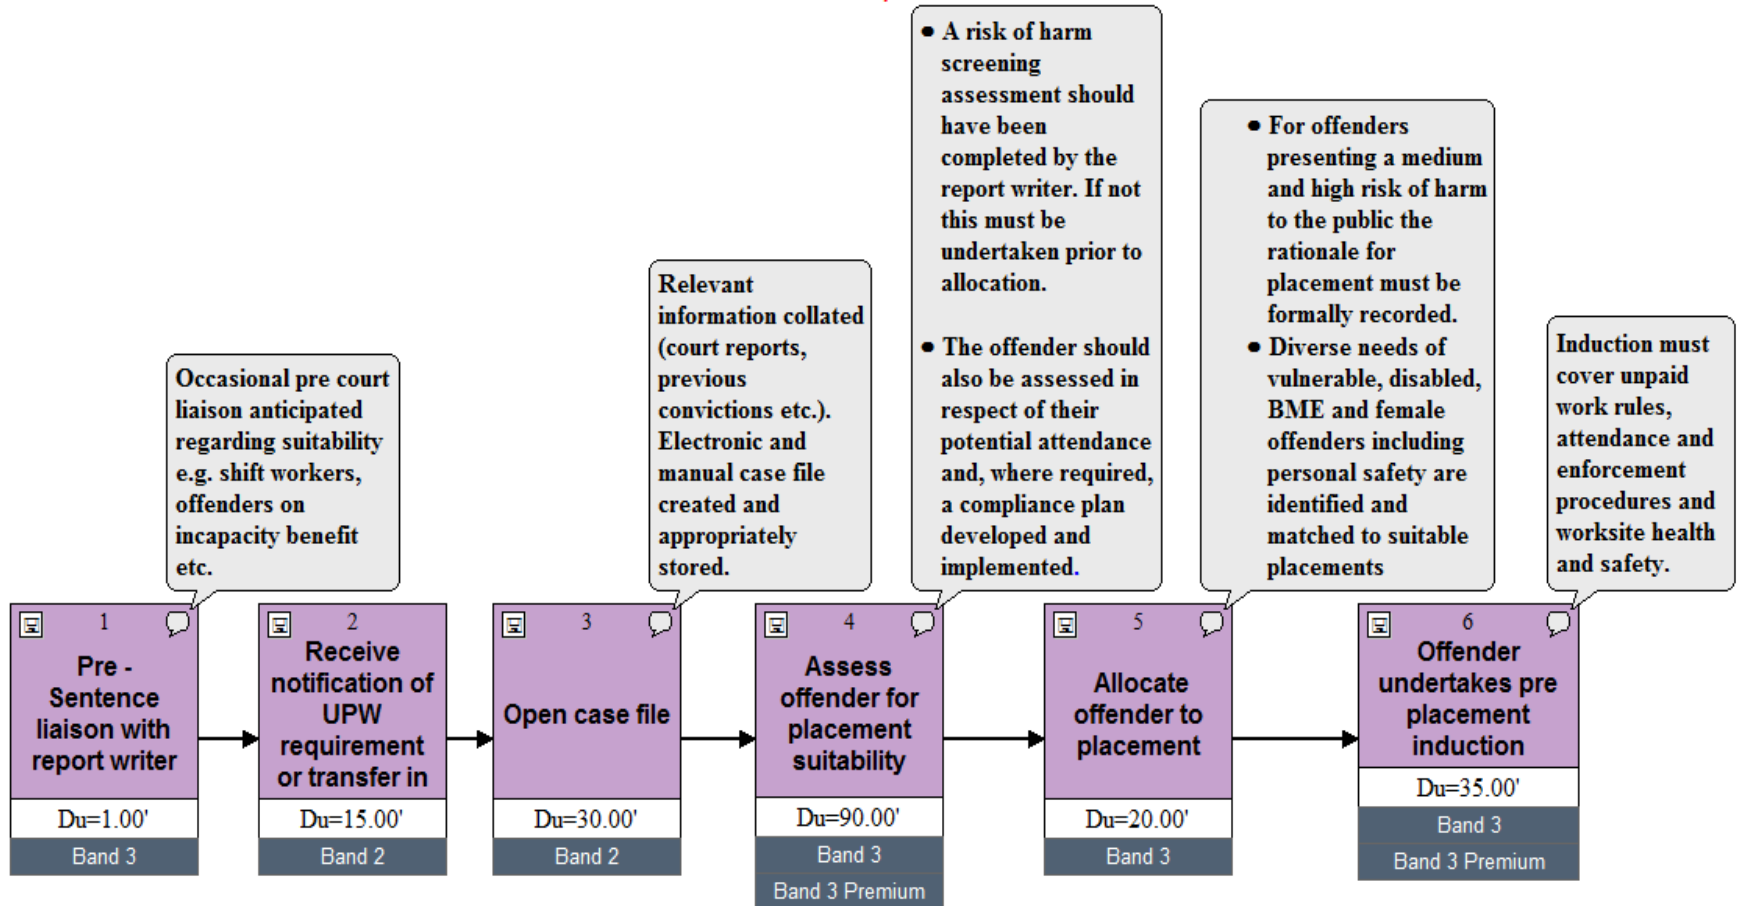 Occasional pre court
liaison anticipated
regarding suitability
e.g. shift workers,
offenders on
incapacity benefit
etc.
Relevant
information collated
(court reports,
previous
convictions etc.).
Electronic and
manual case file
created and
appropriately
stored.
● A risk of harm
screening
assessment should
have been
completed by the
report writer. If not
this must be
undertaken prior to
allocation.
● The offender should
also be assessed in
respect of their
potential attendance
and, where required,
a compliance plan
developed and
implemented.
● For offenders
presenting a medium
and high risk of harm
to the public the
rationale for
placement must be
formally recorded.
● Diverse needs of
vulnerable, disabled,
BME and female
offenders including
personal safety are
identified and
matched to suitable
placements
Induction must
cover unpaid
work rules,
attendance and
enforcement
procedures and
worksite health
and safety.
1
Pre -
Sentence
liaison with
report writer
Du=1.00'
Band 3
2
Receive
notification of
UPW
requirement
or transfer in
Du=15.00'
Band 2
3
Open case file
Du=30.00'
Band 2
4
Assess
offender for
placement
suitability
Du=90.00'
Band 3
Band 3 Premium
5
Allocate
offender to
placement
Du=20.00'
Band 3
6
Offender
undertakes pre
placement
induction
Du=35.00'
Band 3
Band 3 Premium